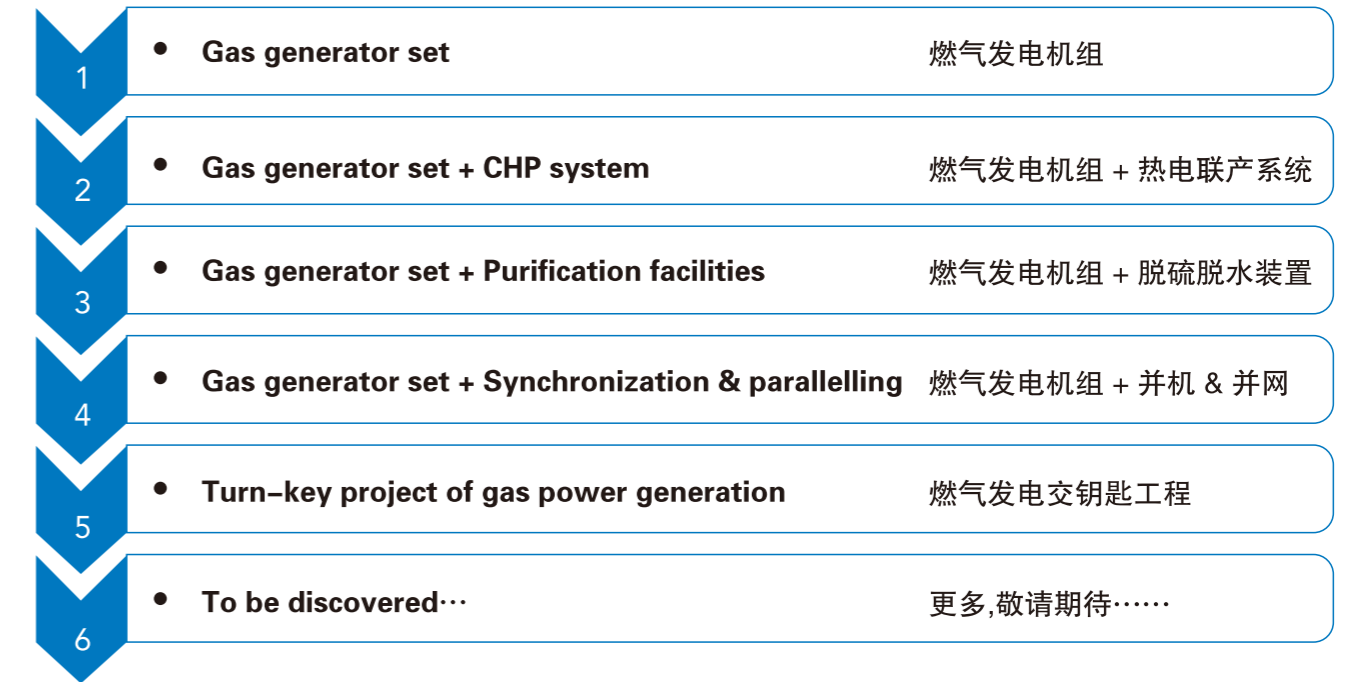 1 • Gas generator set 燃气发电机组
2 • Gas generator set + CHP system 燃气发电机组 + 热电联产系统
3 • Gas generator set + Purification facilities 燃气发电机组 + 脱硫脱水装置
4 • Gas generator set + Synchronization & parallelling 燃气发电机组 + 并机 & 并网
5 • Turn–key project of gas power generation 燃气发电交钥匙工程
6 • To be discovered… 更多,敬请期待……